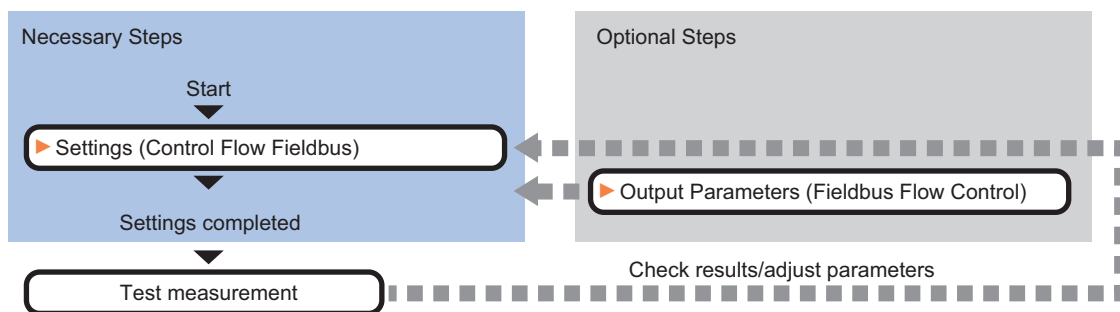 Necessary Steps
Optional Steps
Start
Settings (Control Flow Fieldbus)
Output Parameters (Fieldbus Flow Control)
Settings completed
Check results/adjust parameters
Test measurement